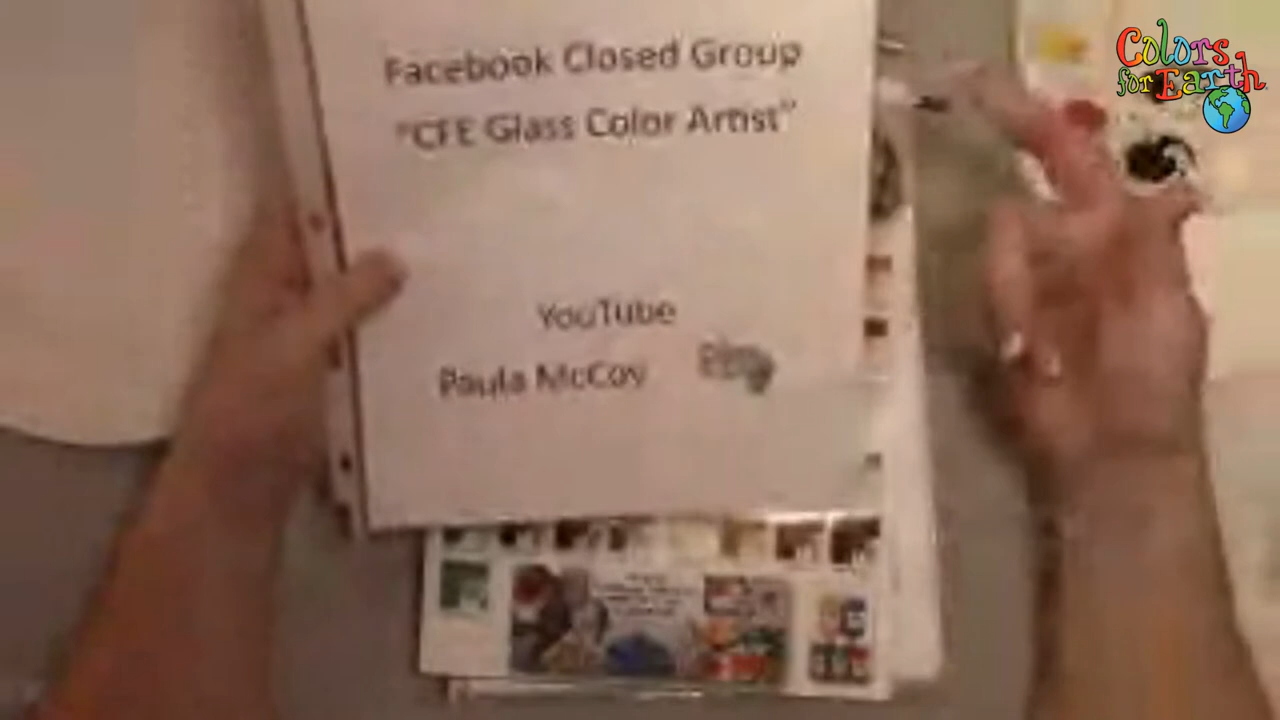 Facebook Closed Group
"CFE Glass Color Artist"
YouTube
Paula McCoy
Colors
for Earth